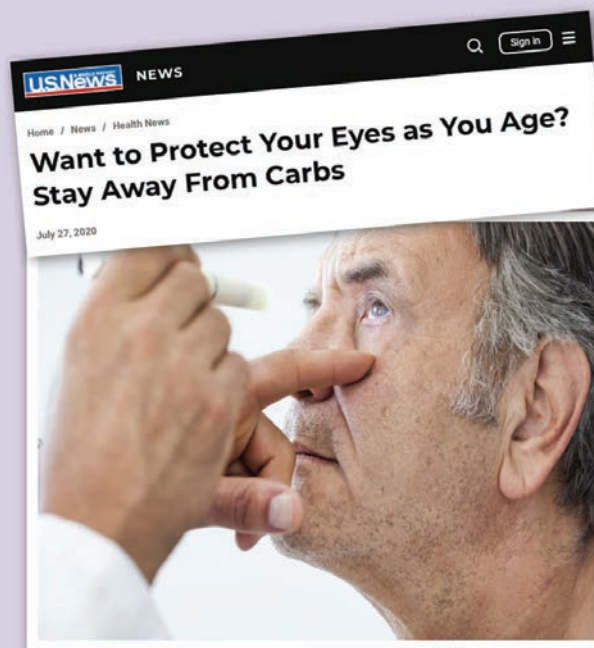 U.S.News NEWS Sign In
Home / News / Health News
Want to Protect Your Eyes as You Age?
Stay Away From Carbs
July 27, 2020